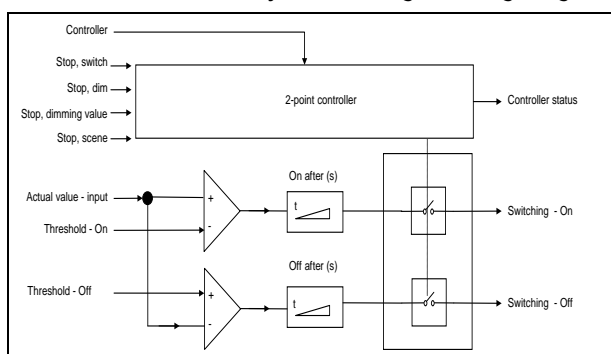 Controller
Stop, switch
Stop, dim
Stop, dimming value
Stop, scene
2-point controller
Controller status
On after (s)
Actual value - input
+
-
t
Switching - On
Threshold - On
Off after (s)
Threshold - Off
+
-
t
Switching - Off